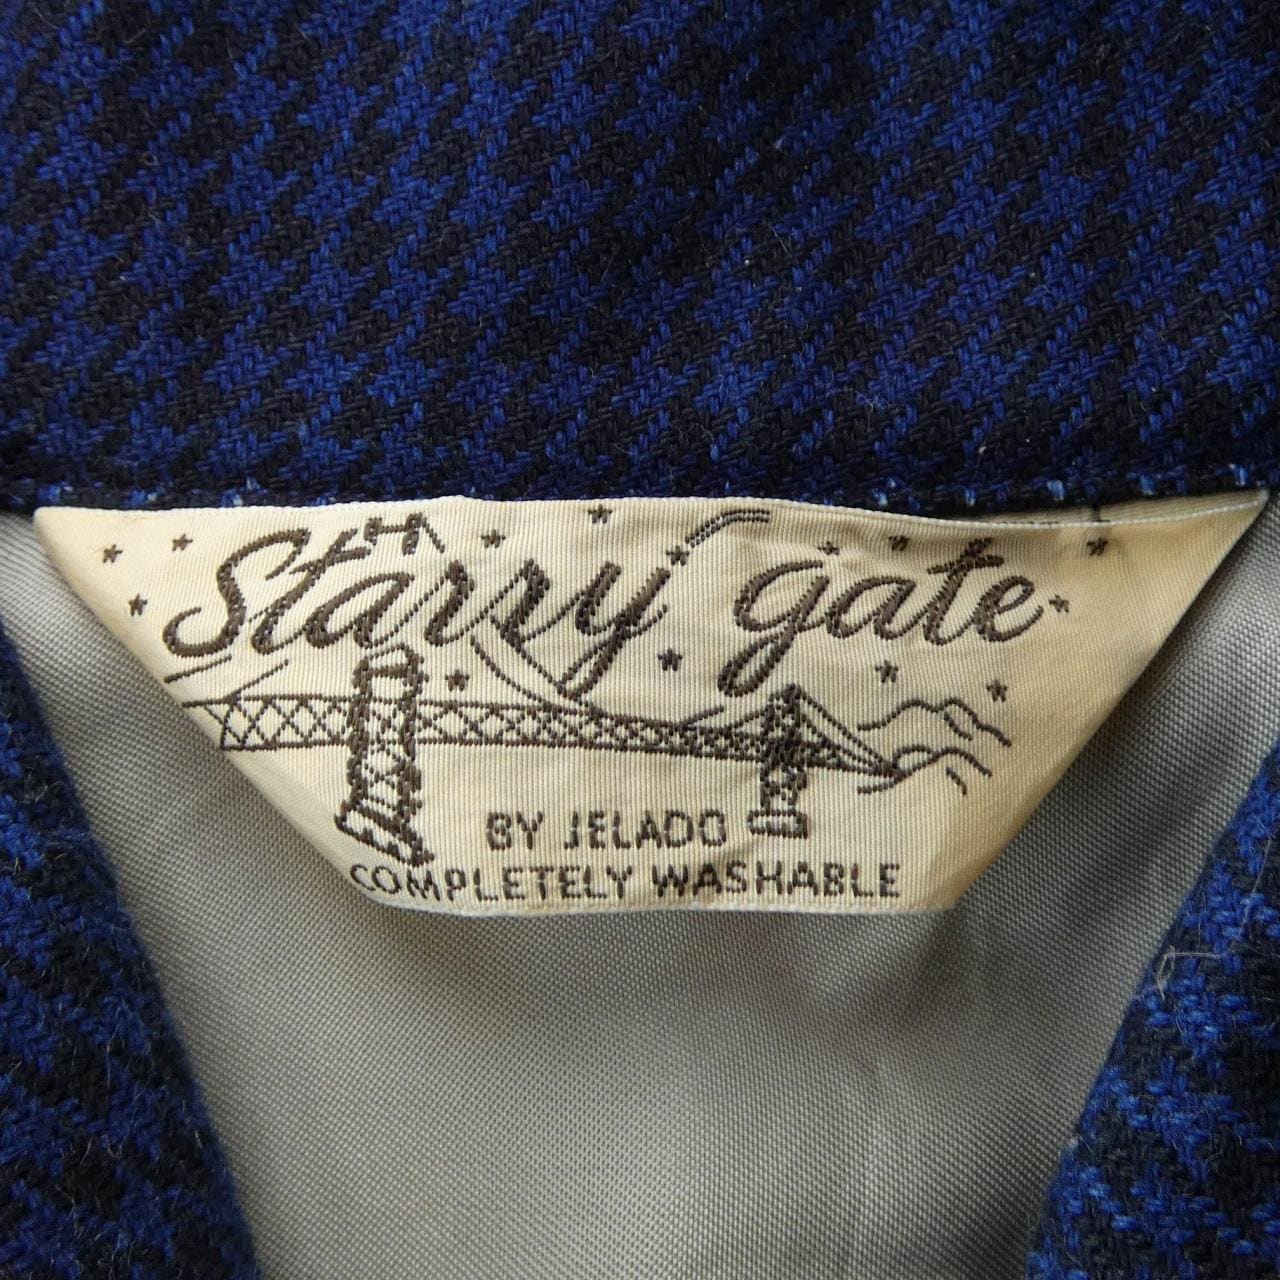 Starry gate
BY JELADO
COMPLETELY WASHABLE